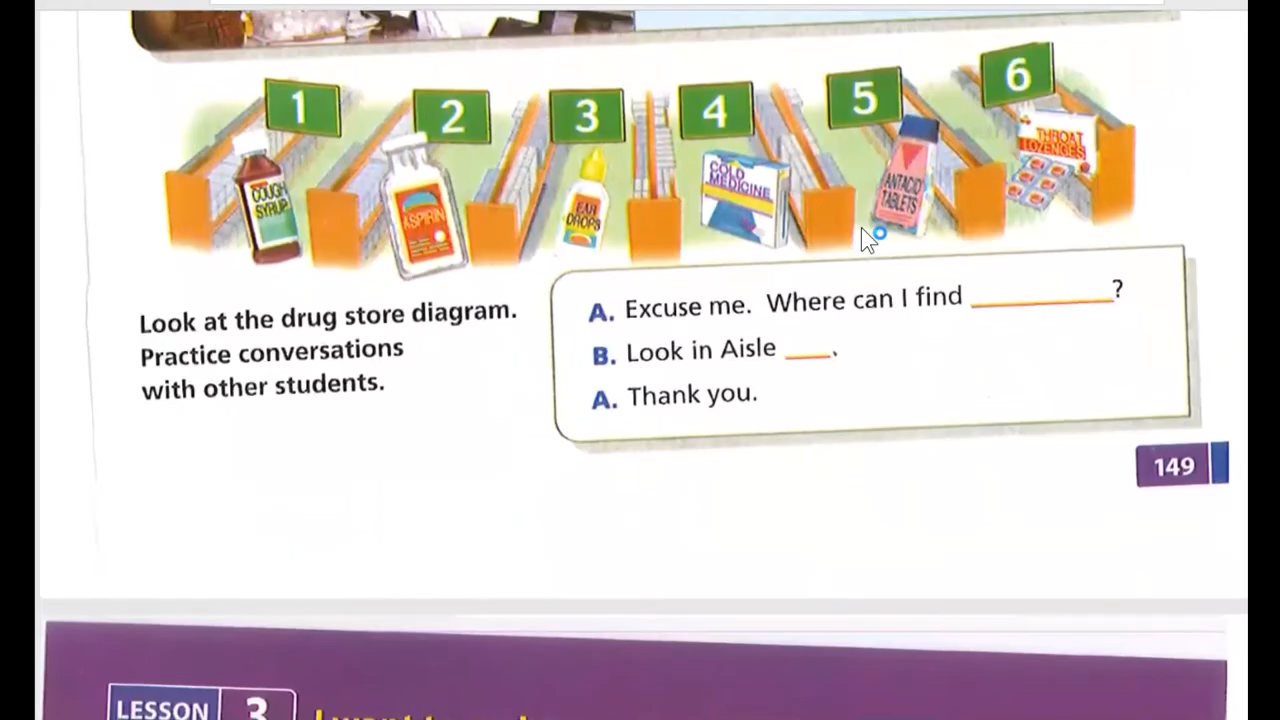 1
2
3
4
5
6
COUGH
SYRUP
ASPIRIN
EAR
DROPS
COLD
MEDICINE
ANTACID
TABLETS
THROAT
LOZENGES
Look at the drug store diagram.
Practice conversations
with other students.
A. Excuse me. Where can I find __________?
B. Look in Aisle ___.
A. Thank you.
149
LESSON 3